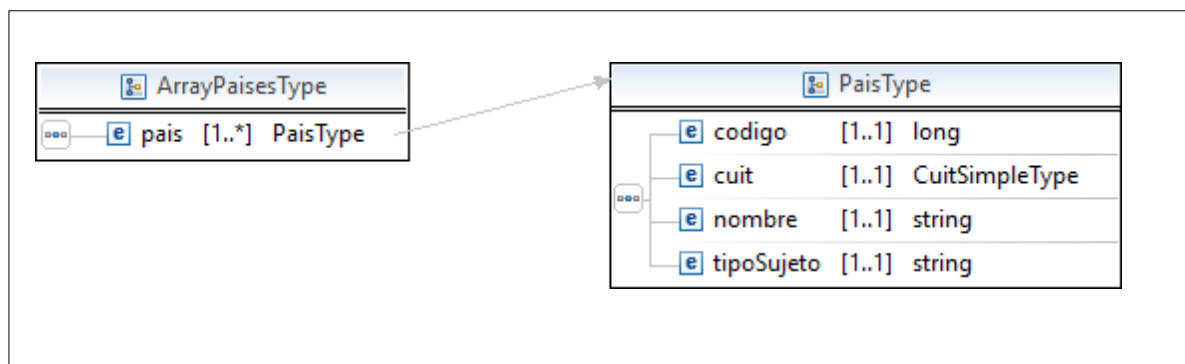 ArrayPaisesType
e pais [1..*] PaisType
PaisType
e codigo [1..1] long
e cuit [1..1] CuitSimpleType
e nombre [1..1] string
e tipoSujeto [1..1] string